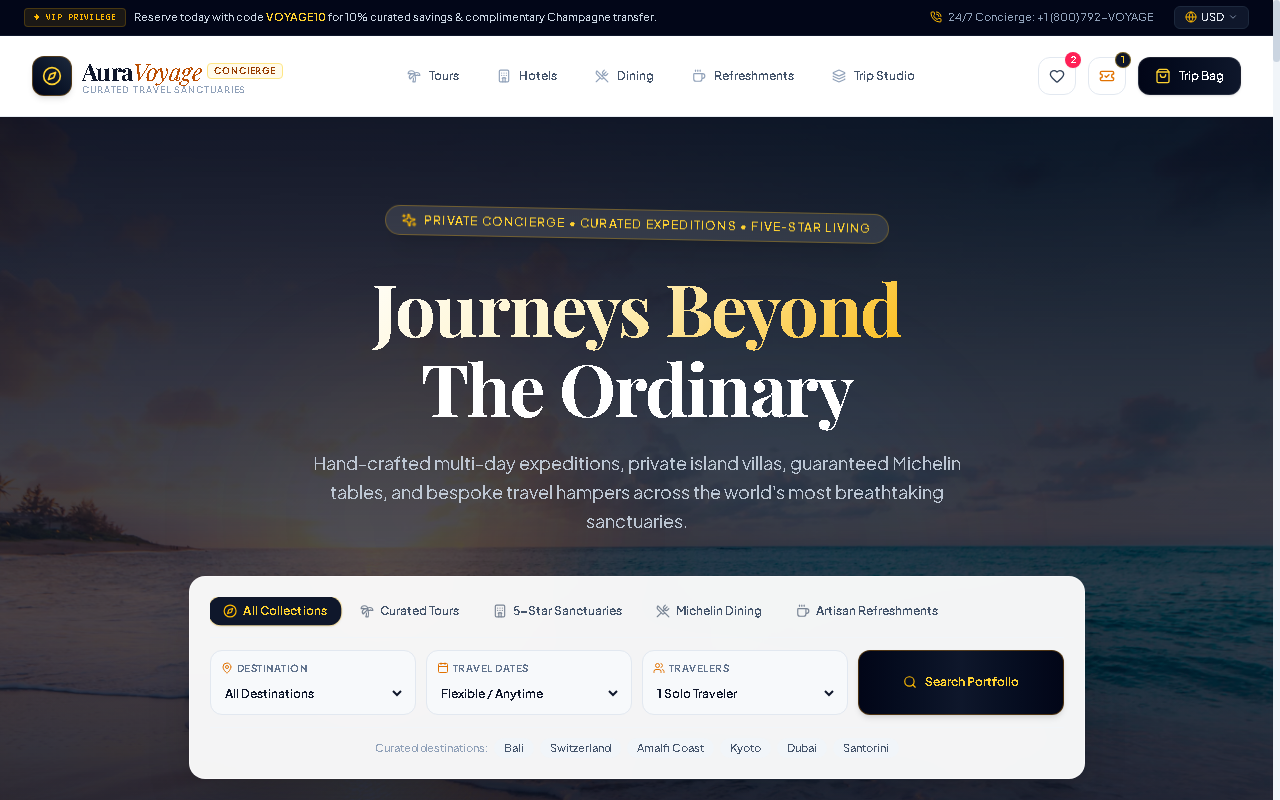 VIP PRIVILEGE Reserve today with code VOYAGE10 for 10% curated savings & complimentary Champagne transfer. 24/7 Concierge: +1 (800) 792-VOYAGE USD
AuraVoyage CONCIERGE
CURATED TRAVEL SANCTUARIES
Tours Hotels Dining Refreshments Trip Studio 2 1 Trip Bag
PRIVATE CONCIERGE • CURATED EXPEDITIONS • FIVE-STAR LIVING
Journeys Beyond
The Ordinary
Hand-crafted multi-day expeditions, private island villas, guaranteed Michelin
tables, and bespoke travel hampers across the world's most breathtaking
sanctuaries.
All Collections Curated Tours 5-Star Sanctuaries Michelin Dining Artisan Refreshments
DESTINATION TRAVEL DATES TRAVELERS
All Destinations Flexible / Anytime 1 Solo Traveler Search Portfolio
Curated destinations: Bali Switzerland Amalfi Coast Kyoto Dubai Santorini